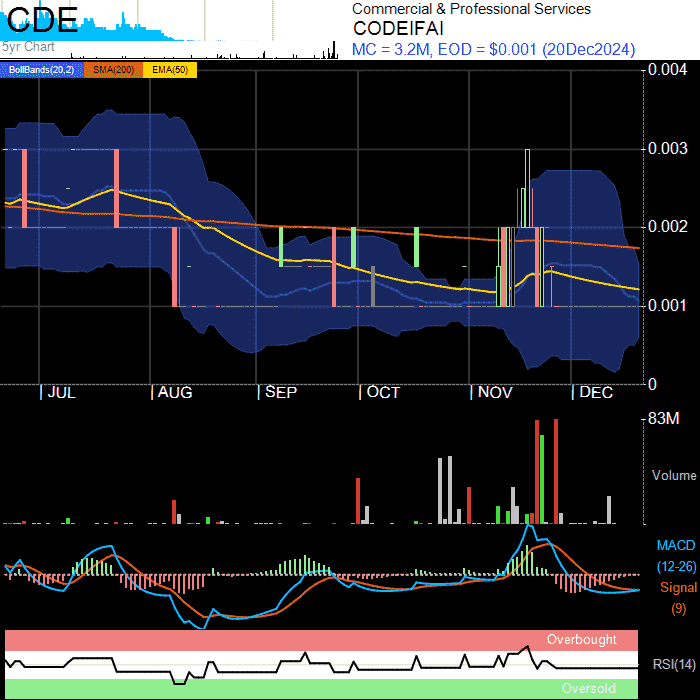 CDE
5yr Chart
Commercial & Professional Services
CODEIFAI
MC = 3.2M, EOD = $0.001 (20Dec2024)
BollBands(20,2) SMA(200) EMA(50)
0.004
0.003
0.002
0.001
0
JUL AUG SEP OCT NOV DEC
83M
Volume
MACD
(12-26)
Signal
(9)
Overbought
RSI(14)
Oversold